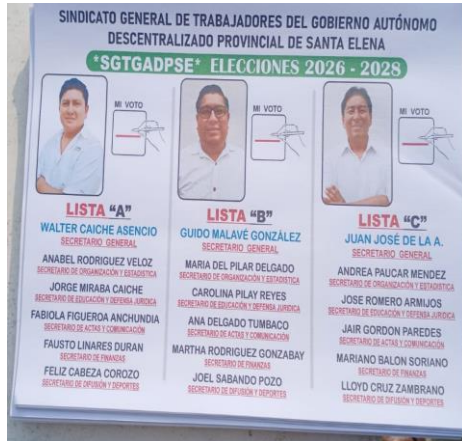 SINDICATO GENERAL DE TRABAJADORES DEL GOBIERNO AUTÓNOMO
DESCENTRALIZADO PROVINCIAL DE SANTA ELENA
*SGTGADPSE* ELECCIONES 2026 - 2028
MI VOTO
LISTA "A"
WALTER CAICHE ASENCIO
SECRETARIO GENERAL
ANABEL RODRIGUEZ VELOZ
SECRETARIO DE ORGANIZACIÓN Y ESTADISTICA
JORGE MIRABA CAICHE
SECRETARIO DE EDUCACIÓN Y DEFENSA JURIDICA
FABIOLA FIGUEROA ANCHUNDIA
SECRETARIO DE ACTAS Y COMUNICACIÓN
FAUSTO LINARES DURAN
SECRETARIO DE FINANZAS
FELIZ CABEZA COROZO
SECRETARIO DE DIFUSIÓN Y DEPORTES
MI VOTO
LISTA "B"
GUIDO MALAVÉ GONZÁLEZ
SECRETARIO GENERAL
MARIA DEL PILAR DELGADO
SECRETARIO DE ORGANIZACIÓN Y ESTADISTICA
CAROLINA PILAY REYES
SECRETARIO DE EDUCACIÓN Y DEFENSA JURIDICA
ANA DELGADO TUMBACO
SECRETARIO DE ACTAS Y COMUNICACIÓN
MARTHA RODRIGUEZ GONZABAY
SECRETARIO DE FINANZAS
JOEL SABANDO POZO
SECRETARIO DE DIFUSIÓN Y DEPORTES
MI VOTO
LISTA "C"
JUAN JOSÉ DE LA A.
SECRETARIO GENERAL
ANDREA PAUCAR MENDEZ
SECRETARIO DE ORGANIZACIÓN Y ESTADISTICA
JOSE ROMERO ARMIJOS
SECRETARIO DE EDUCACIÓN Y DEFENSA JURIDICA
JAIR GORDON PAREDES
SECRETARIO DE ACTAS Y COMUNICACIÓN
MARIANO BALON SORIANO
SECRETARIO DE FINANZAS
LLOYD CRUZ ZAMBRANO
SECRETARIO DE DIFUSIÓN Y DEPORTES